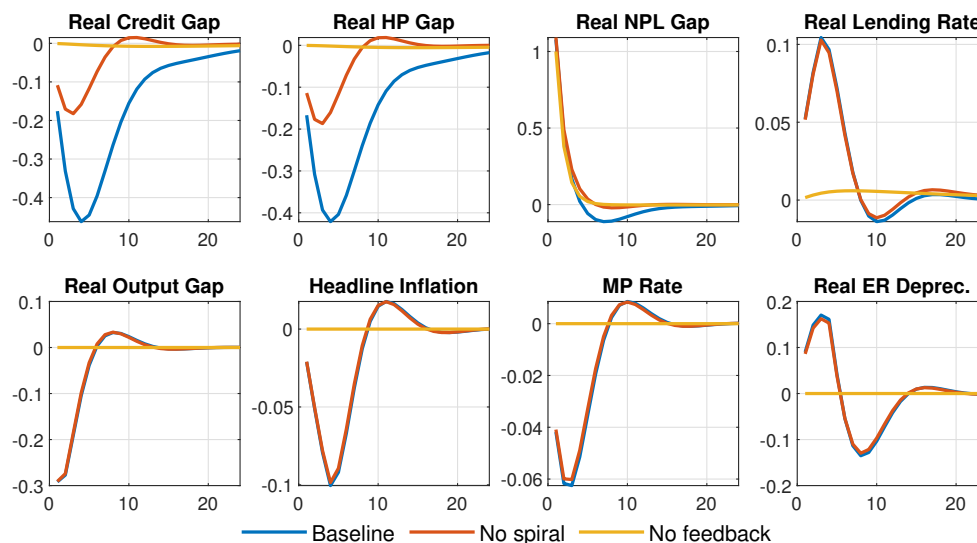 Real Credit Gap
0
-0.1
-0.2
-0.3
-0.4
0 10 20
Real HP Gap
0
-0.1
-0.2
-0.3
-0.4
0 10 20
Real NPL Gap
1
0.5
0
0 10 20
Real Lending Rate
0.1
0.05
0
0 10 20
Real Output Gap
0.1
0
-0.1
-0.2
-0.3
0 10 20
Headline Inflation
0
-0.05
-0.1
0 10 20
MP Rate
0
-0.02
-0.04
-0.06
0 10 20
Real ER Deprec.
0.2
0.1
0
-0.1
-0.2
0 10 20
Baseline No spiral No feedback